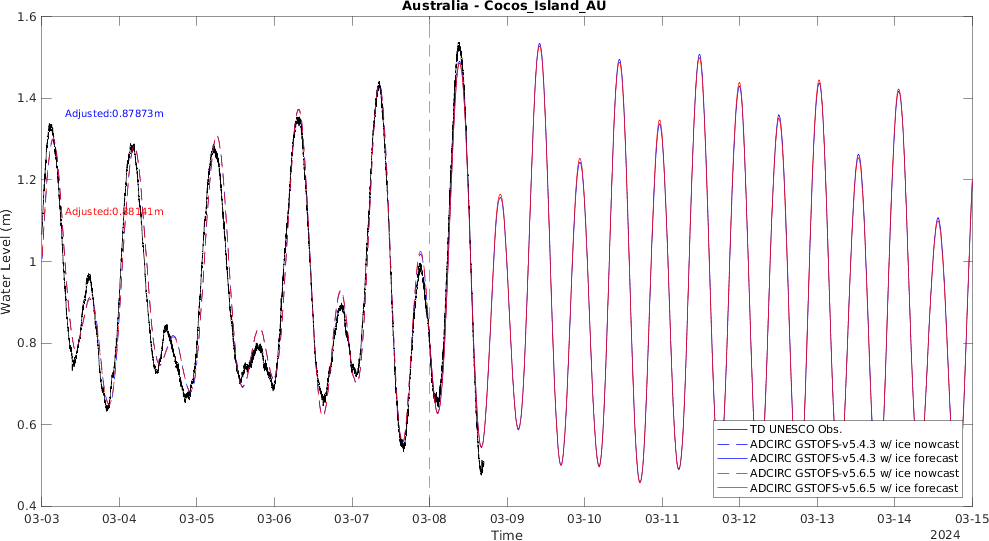 Australia - Cocos_Island_AU
1.6
1.4
1.2
1
0.8
0.6
0.4
Water Level (m)
Adjusted:0.87873m
Adjusted:0.88141m
TD UNESCO Obs.
ADCIRC GSTOFS-v5.4.3 w/ ice nowcast
ADCIRC GSTOFS-v5.4.3 w/ ice forecast
ADCIRC GSTOFS-v5.6.5 w/ ice nowcast
ADCIRC GSTOFS-v5.6.5 w/ ice forecast
03-03 03-04 03-05 03-06 03-07 03-08 03-09 03-10 03-11 03-12 03-13 03-14 03-15
Time
2024